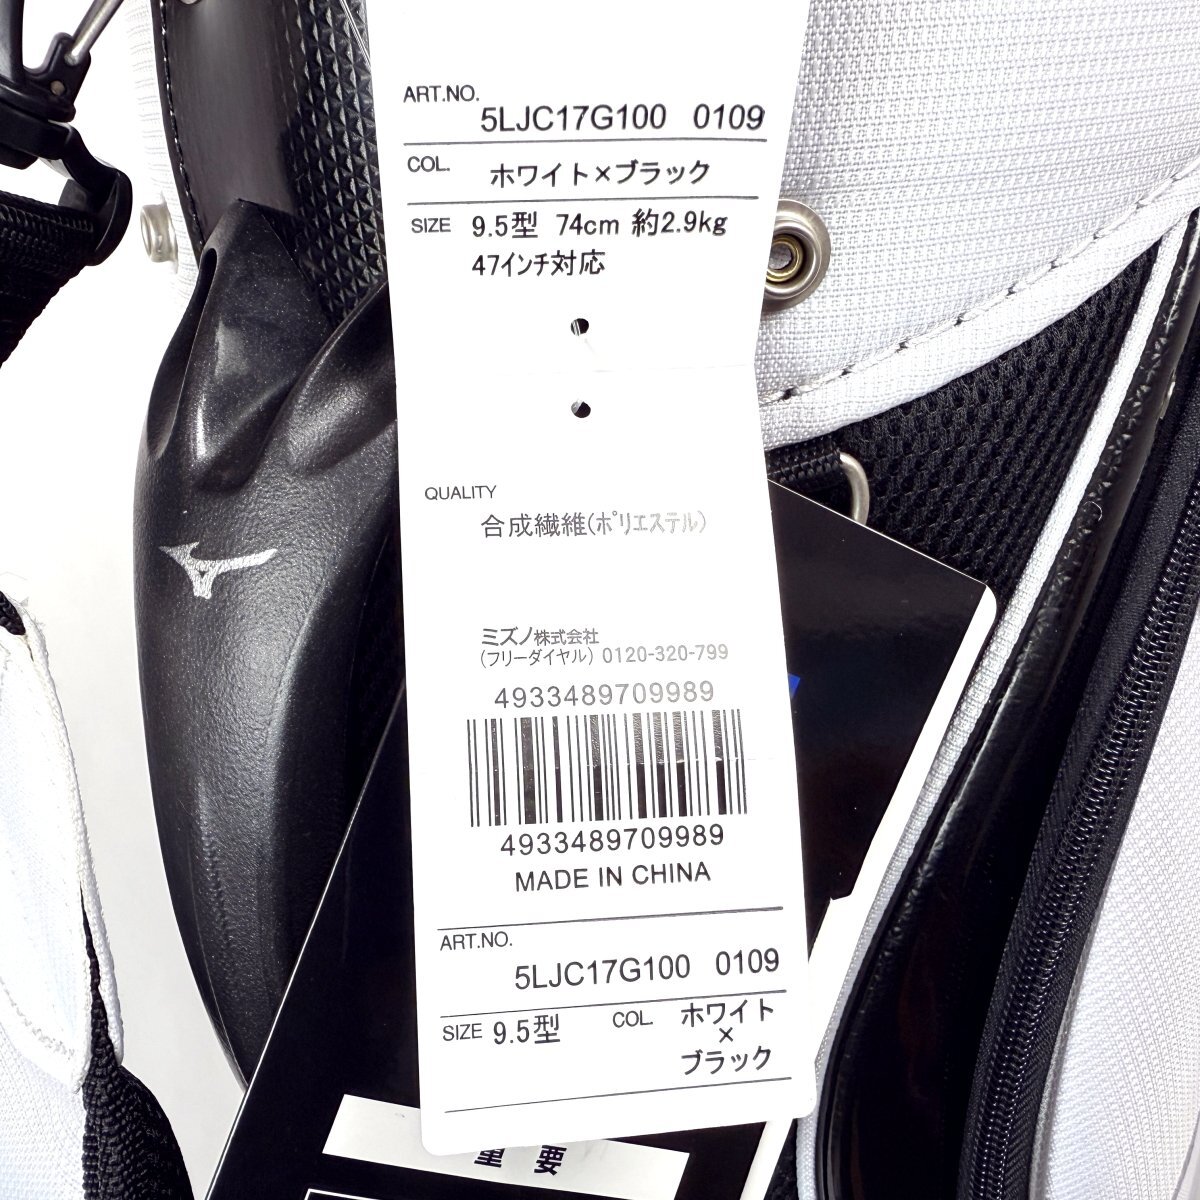 ART.NO.
5LJC17G100 0109
COL. ホワイト×ブラック
SIZE 9.5型 74cm 約2.9kg
47インチ対応
QUALITY
合成繊維(ポリエステル)
ミズノ株式会社
(フリーダイヤル) 0120-320-799
4933489709989
4933489709989
MADE IN CHINA
ART.NO.
5LJC17G100 0109
SIZE 9.5型 COL. ホワイト
×
ブラック
重要